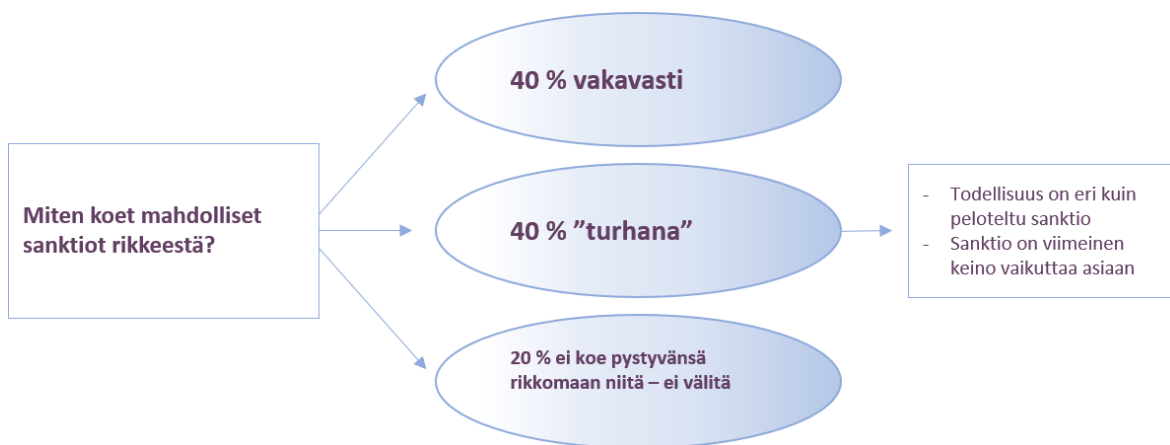 Miten koet mahdolliset
sanktiot rikkeestä?
40 % vakavasti
40 % ”turhana”
20 % ei koe pystyvänsä
rikkomaan niitä – ei välitä
- Todellisuus on eri kuin
peloteltu sanktio
- Sanktio on viimeinen
keino vaikuttaa asiaan